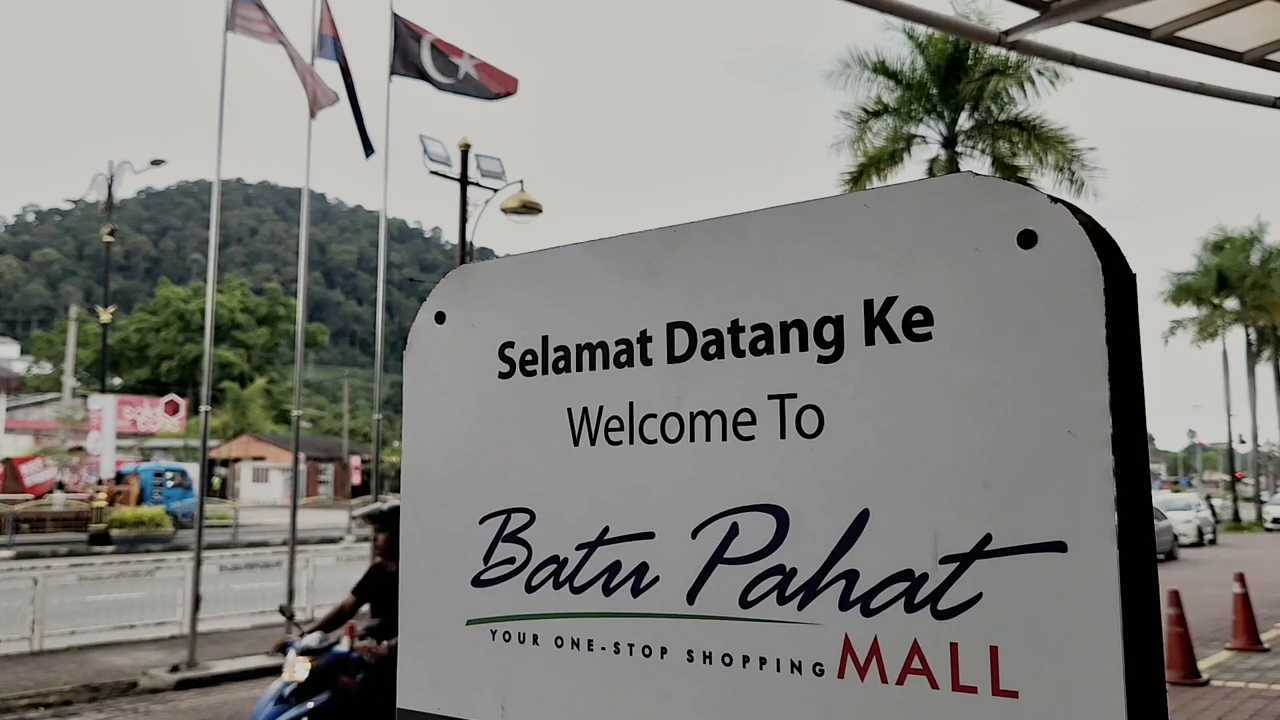 Selamat Datang Ke
Welcome To
Batu Pahat
YOUR ONE-STOP SHOPPING MALL